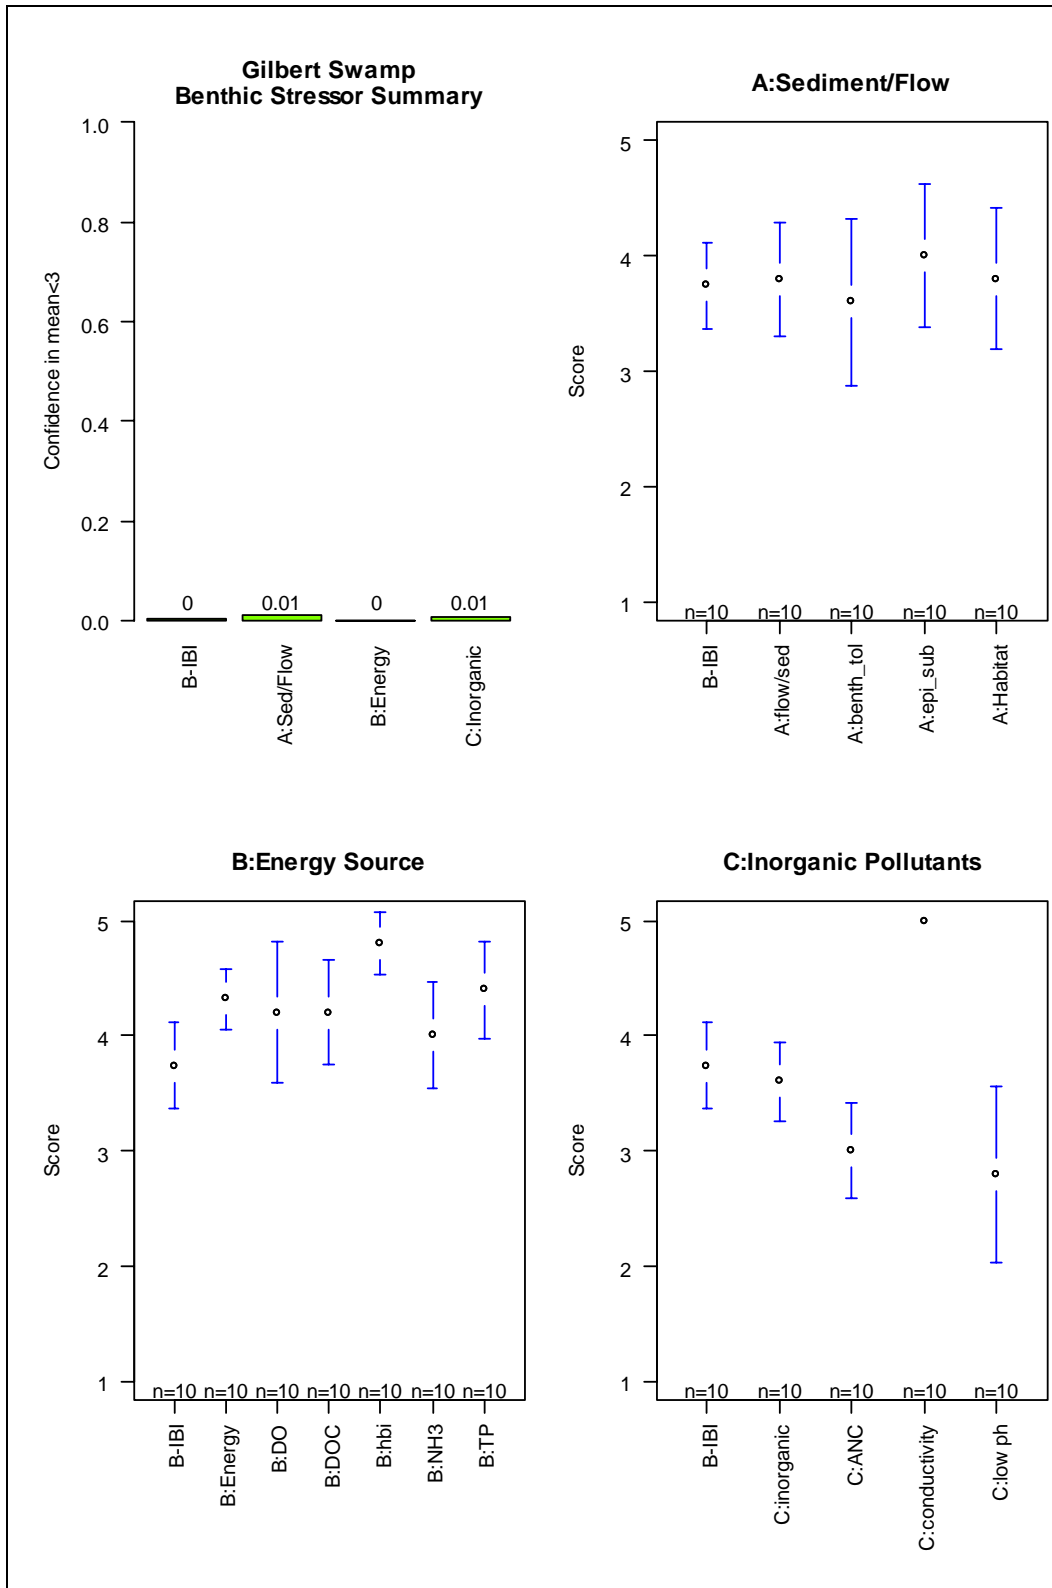 Gilbert Swamp
Benthic Stressor Summary
Confidence in mean<3
1.0
0.8
0.6
0.4
0.2
0.0
0
0.01
0
0.01
B-IBI
A:Sed/Flow
B:Energy
C:Inorganic
A:Sediment/Flow
Score
5
4
3
2
1
n=10 n=10 n=10 n=10 n=10
B-IBI
A:flow/sed
A:benth_tol
A:epi_sub
A:Habitat
B:Energy Source
Score
5
4
3
2
1
n=10 n=10 n=10 n=10 n=10 n=10 n=10
B-IBI
B:Energy
B:DO
B:DOC
B:hbi
B:NH3
B:TP
C:Inorganic Pollutants
Score
5
4
3
2
1
n=10 n=10 n=10 n=10 n=10
B-IBI
C:inorganic
C:ANC
C:conductivity
C:low ph